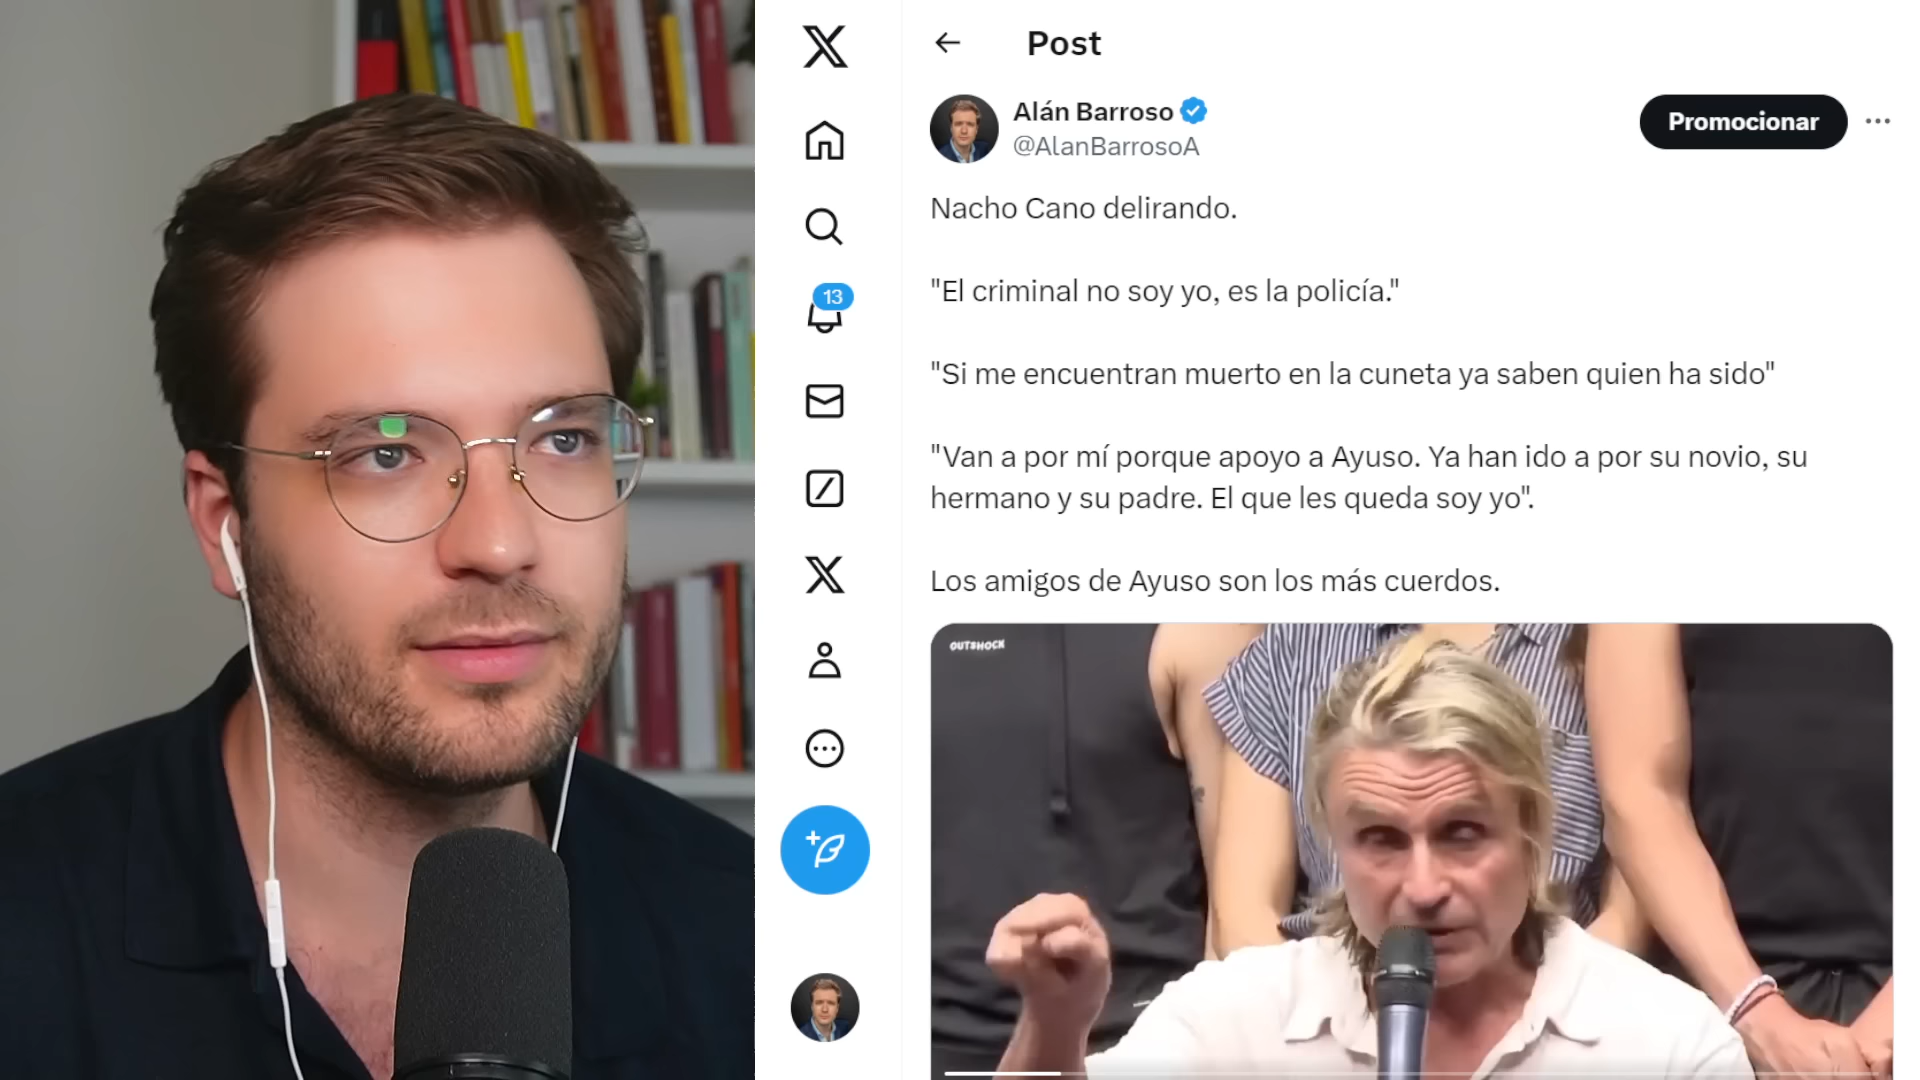 Post
Alán Barroso
@AlanBarrosoA
Promocionar
13
Nacho Cano delirando.
"El criminal no soy yo, es la policía."
"Si me encuentran muerto en la cuneta ya saben quien ha sido"
"Van a por mí porque apoyo a Ayuso. Ya han ido a por su novio, su
hermano y su padre. El que les queda soy yo".
Los amigos de Ayuso son los más cuerdos.
OUTSHOCK